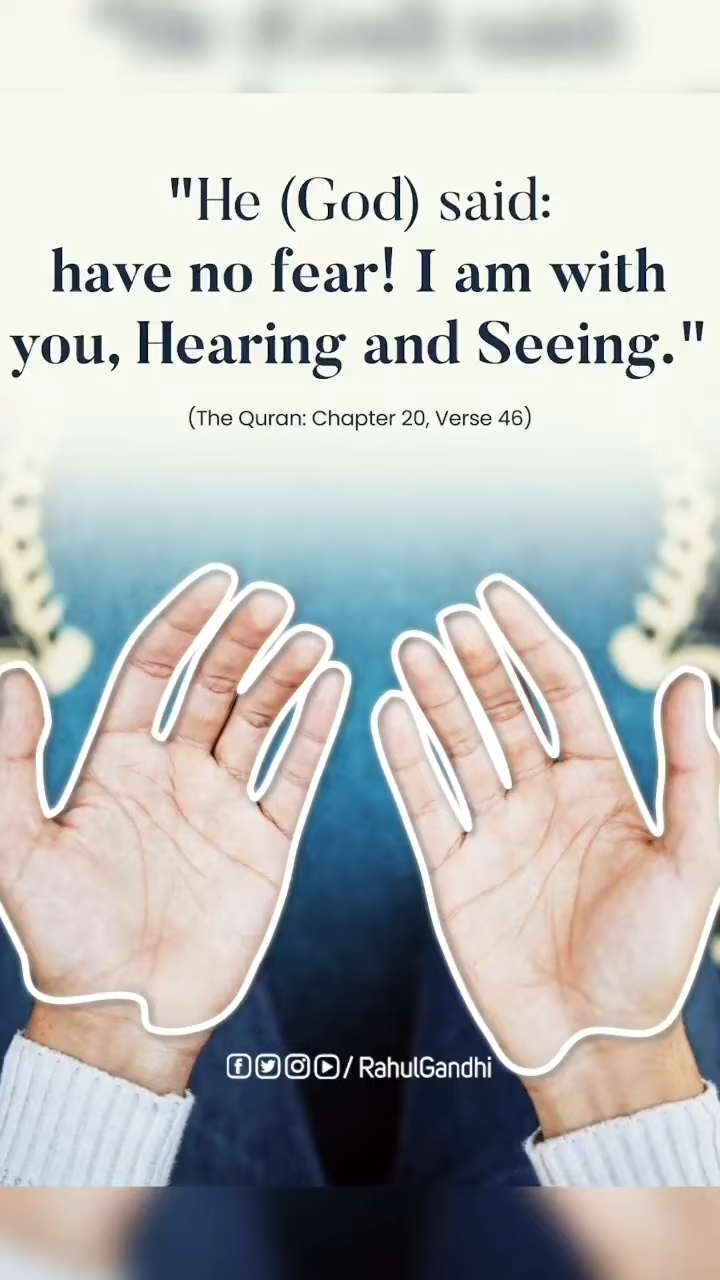 "He (God) said:
have no fear! I am with
you, Hearing and Seeing."
(The Quran: Chapter 20, Verse 46)
/ RahulGandhi